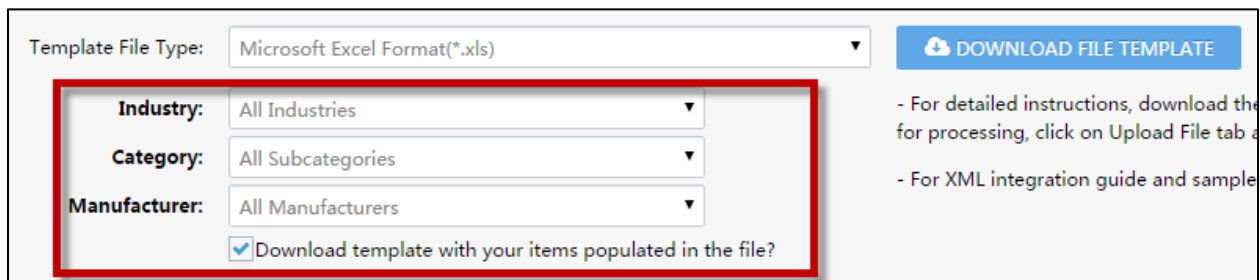 Template File Type: Microsoft Excel Format(*.xls) DOWNLOAD FILE TEMPLATE
Industry: All Industries
- For detailed instructions, download the
for processing, click on Upload File tab
Category: All Subcategories
- For XML integration guide and sample
Manufacturer: All Manufacturers
Download template with your items populated in the file?